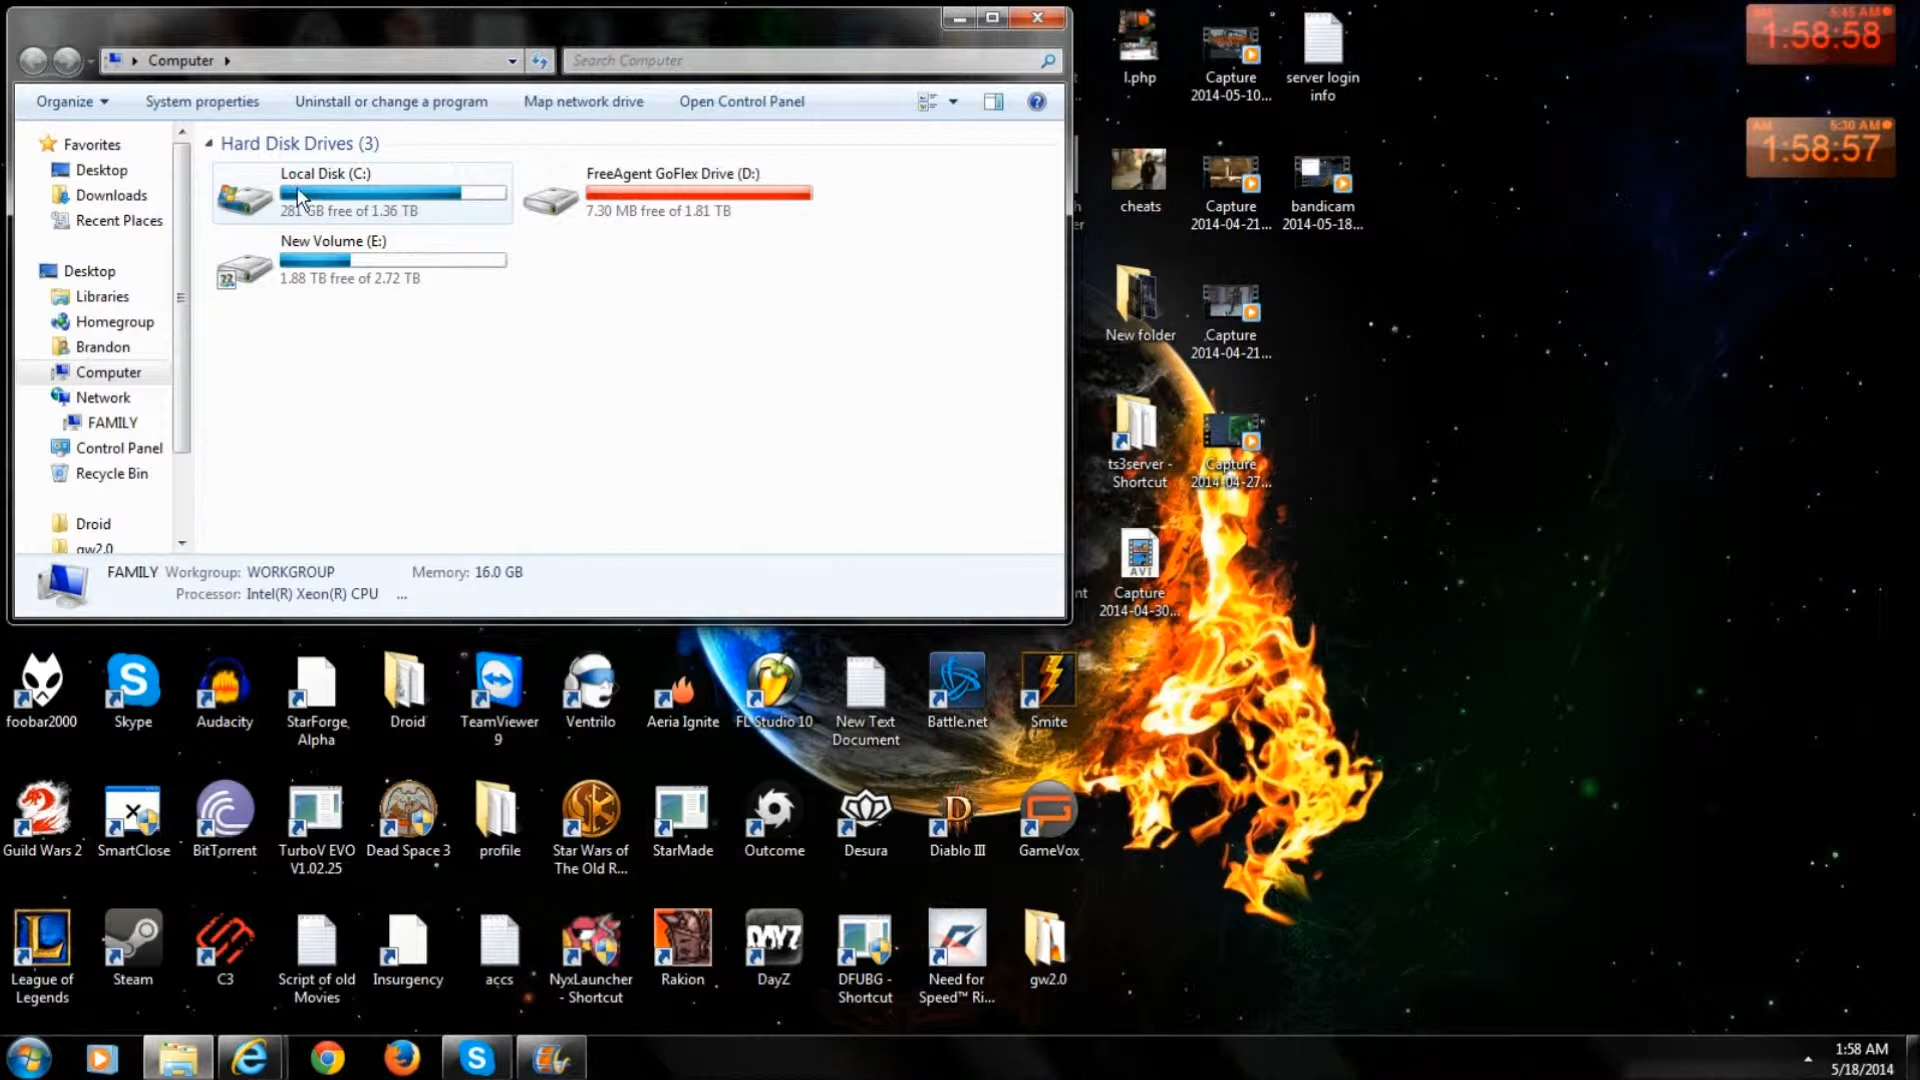 Computer
Search Computer
Organize
System properties
Uninstall or change a program
Map network drive
Open Control Panel
Favorites
Desktop
Downloads
Recent Places
Desktop
Libraries
Homegroup
Brandon
Computer
Network
FAMILY
Control Panel
Recycle Bin
Droid
gw2.0
Hard Disk Drives (3)
Local Disk (C:)
281 GB free of 1.36 TB
FreeAgent GoFlex Drive (D:)
7.30 MB free of 1.81 TB
New Volume (E:)
1.88 TB free of 2.72 TB
FAMILY Workgroup: WORKGROUP
Memory: 16.0 GB
Processor: Intel(R) Xeon(R) CPU ...
l.php
Capture
2014-05-10...
server login
info
cheats
Capture
2014-04-21...
bandicam
2014-05-18...
New folder
Capture
2014-04-21...
ts3server -
Shortcut
Capture
2014-04-27...
AVI
Capture
2014-04-30...
AM 5:45 AM
1:58:58
AM 5:30 AM
1:58:57
foobar2000
Skype
Audacity
StarForge
Alpha
Droid
TeamViewer
9
Ventrilo
Aeria Ignite
FL Studio 10
New Text
Document
Battle.net
Smite
Guild Wars 2
SmartClose
BitTorrent
TurboV EVO
V1.02.25
Dead Space 3
profile
Star Wars of
The Old R...
StarMade
Outcome
Desura
Diablo III
GameVox
League of
Legends
Steam
C3
Script of old
Movies
Insurgency
accs
NyxLauncher
- Shortcut
Rakion
DAYZ
DayZ
DFUBG -
Shortcut
Need for
Speed™ Ri...
gw2.0
1:58 AM
5/18/2014